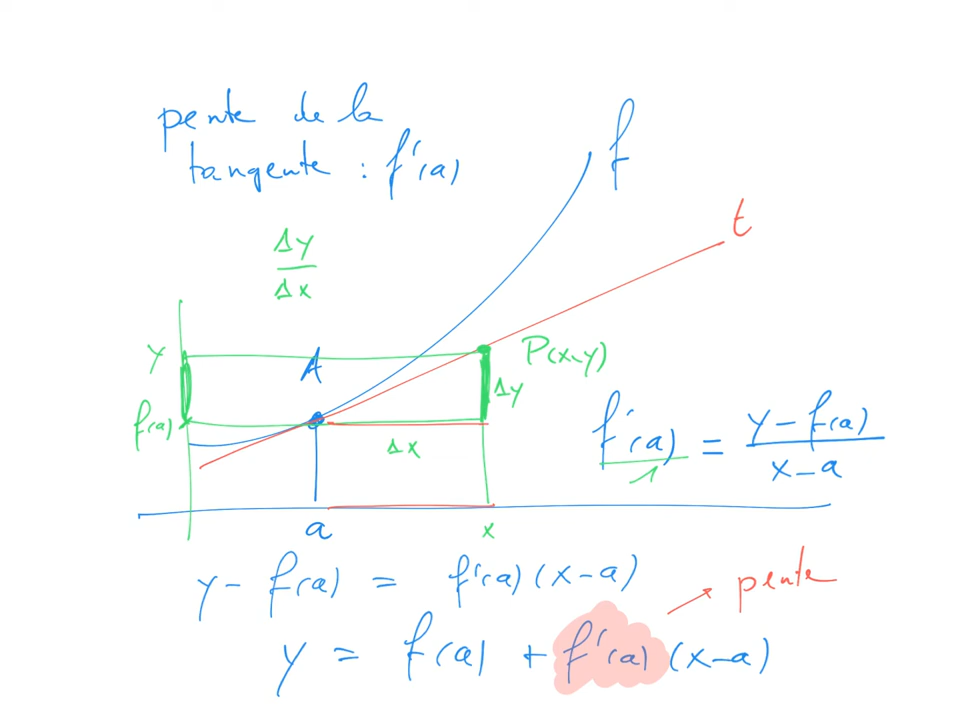 pente de la
tangente : f'(a)
f
t
Δy
Δx
y
A
P(x-y)
Δy
f(a)
Δx
f'(a) = y-f(a)
x-a
a
x
y - f(a) = f'(a) (x-a)
pente
y = f(a) + f'(a) (x-a)